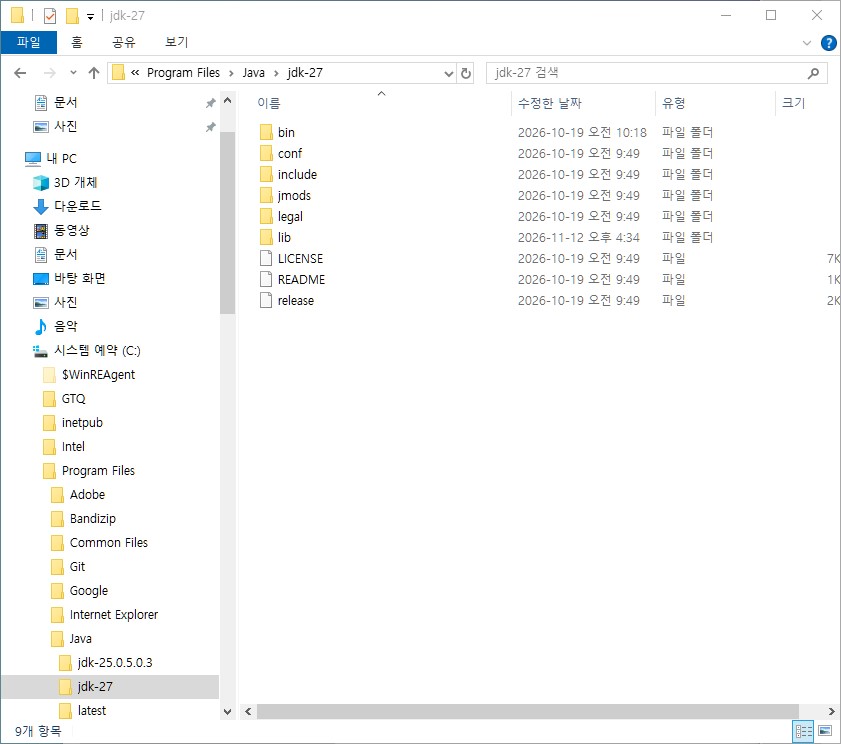 jdk-27
파일 홈 공유 보기
« Program Files › Java › jdk-27 jdk-27 검색
문서
사진
내 PC
3D 개체
다운로드
동영상
문서
바탕 화면
사진
음악
시스템 예약 (C:)
$WinREAgent
GTQ
inetpub
Intel
Program Files
Adobe
Bandizip
Common Files
Git
Google
Internet Explorer
Java
jdk-25.0.5.0.3
jdk-27
latest
이름 수정한 날짜 유형 크기
bin 2026-10-19 오전 10:18 파일 폴더
conf 2026-10-19 오전 9:49 파일 폴더
include 2026-10-19 오전 9:49 파일 폴더
jmods 2026-10-19 오전 9:49 파일 폴더
legal 2026-10-19 오전 9:49 파일 폴더
lib 2026-11-12 오후 4:34 파일 폴더
LICENSE 2026-10-19 오전 9:49 파일 7K
README 2026-10-19 오전 9:49 파일 1K
release 2026-10-19 오전 9:49 파일 2K
9개 항목